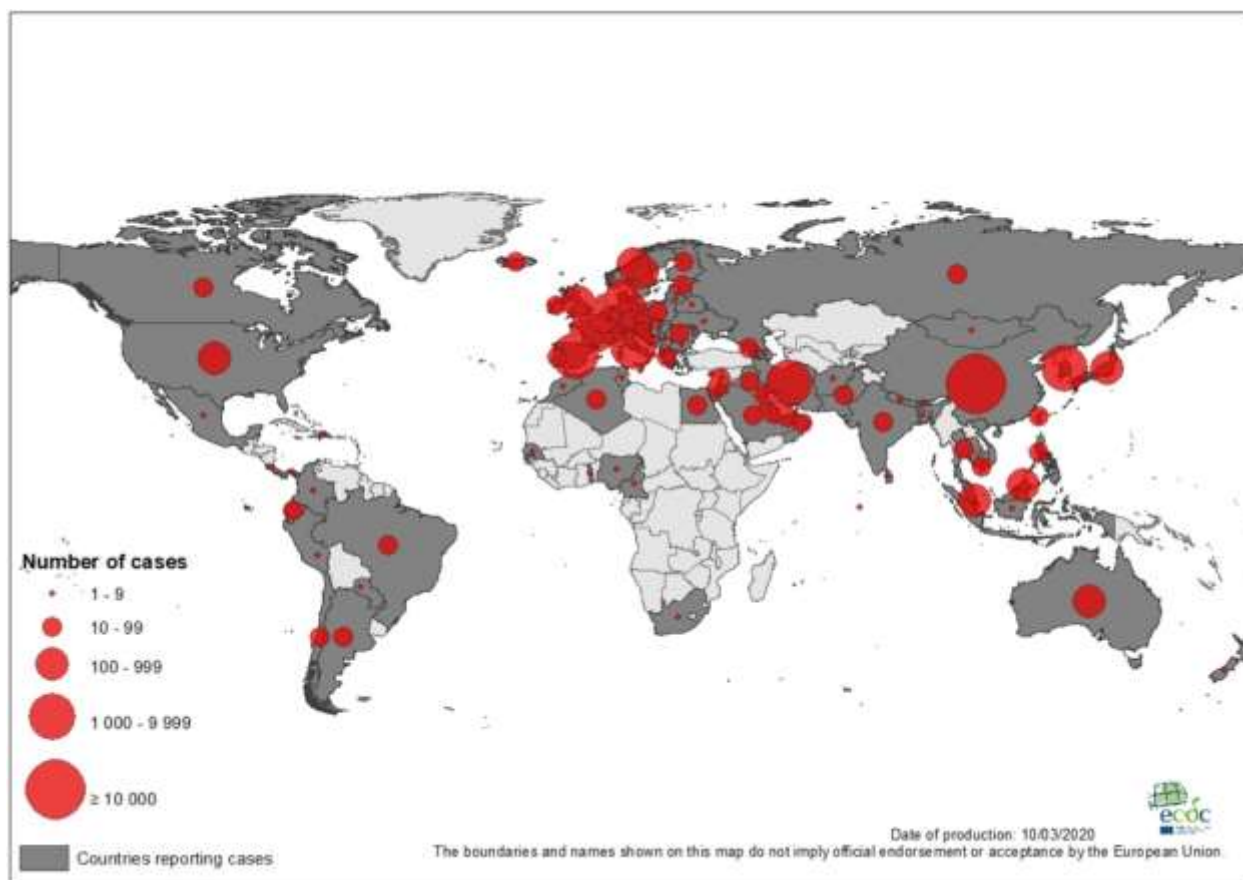 Number of cases
1 - 9
10 - 99
100 - 999
1 000 - 9 999
≥ 10 000
Countries reporting cases
ecdc
Date of production: 10/03/2020
The boundaries and names shown on this map do not imply official endorsement or acceptance by the European Union.